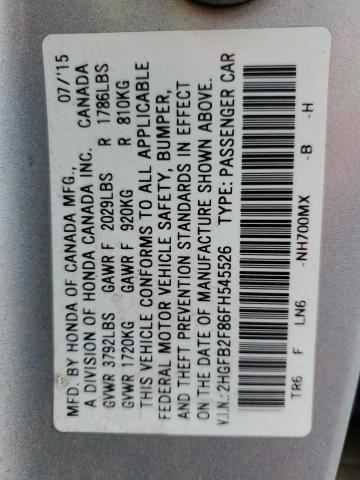 MFD. BY HONDA OF CANADA MFG., 07/'15
A DIVISION OF HONDA CANADA INC. CANADA
GVWR 3792LBS GAWR F 2029LBS R 1786LBS
GVWR 1720KG GAWR F 920KG R 810KG
THIS VEHICLE CONFORMS TO ALL APPLICABLE
FEDERAL MOTOR VEHICLE SAFETY, BUMPER,
AND THEFT PREVENTION STANDARDS IN EFFECT
ON THE DATE OF MANUFACTURE SHOWN ABOVE.
V.I.N.: 2HGFB2F86FH545526 TYPE: PASSENGER CAR
TR6 F LN6 -NH700MX -B -H